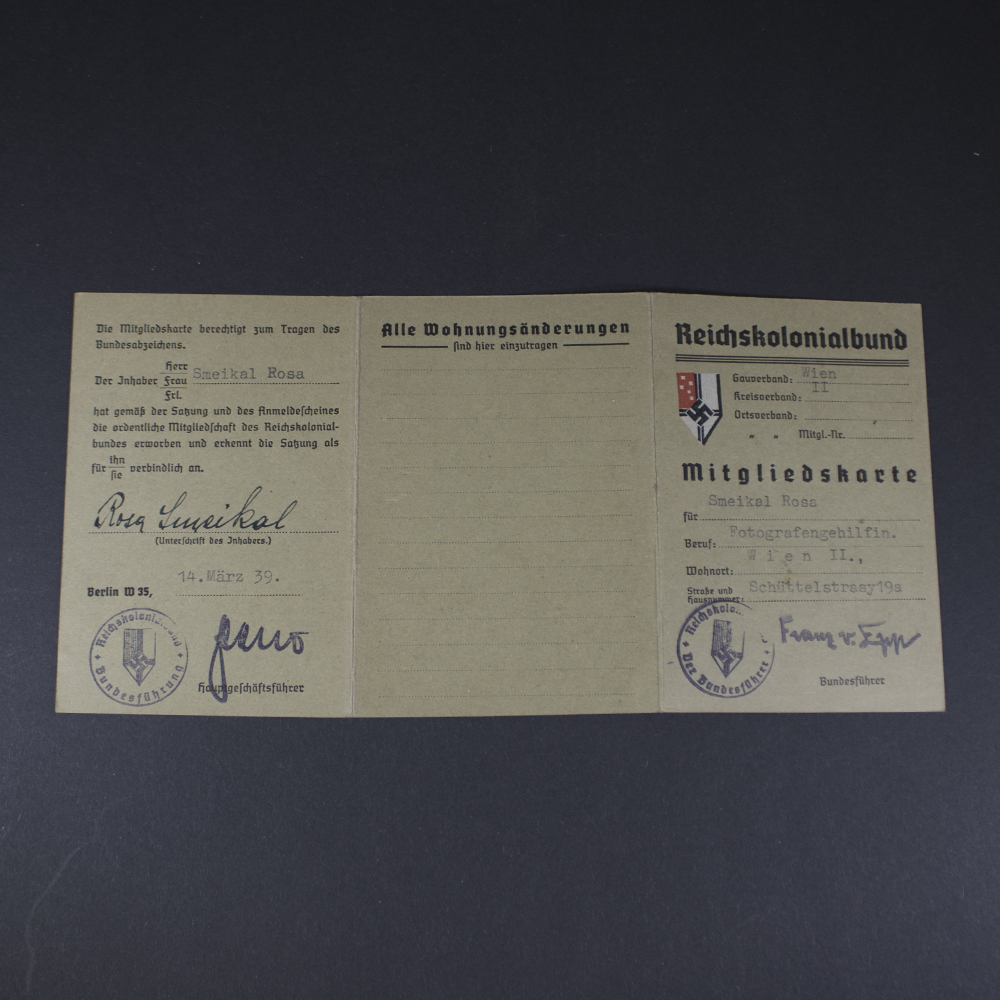 Die Mitgliedskarte berechtigt zum Tragen des
Bundesabzeichens.
Herr
Der Inhaber Frau Smeikal Rosa
Frl.
hat gemäß der Satzung und des Anmeldescheines
die ordentliche Mitgliedschaft des Reichskolonial-
bundes erworben und erkennt die Satzung als
ihn
für verbindlich an.
sie
Rosa Smeikal
(Unterschrift des Inhabers.)
14. März 39.
Berlin W 35,
Reichskolonialbund
Bundesführung
Hauptgeschäftsführer
Alle Wohnungsänderungen
sind hier einzutragen
Reichskolonialbund
Gauverband: Wien
Kreisverband: II
Ortsverband:
" " Mitgl.-Nr.
Mitgliedskarte
für Smeikal Rosa
Beruf: Fotografengehilfin.
Wohnort: Wien II.,
Straße und
Hausnummer: Schüttelstrasy19a
Der Bundesführer
Franz v. Epp
Bundesführer